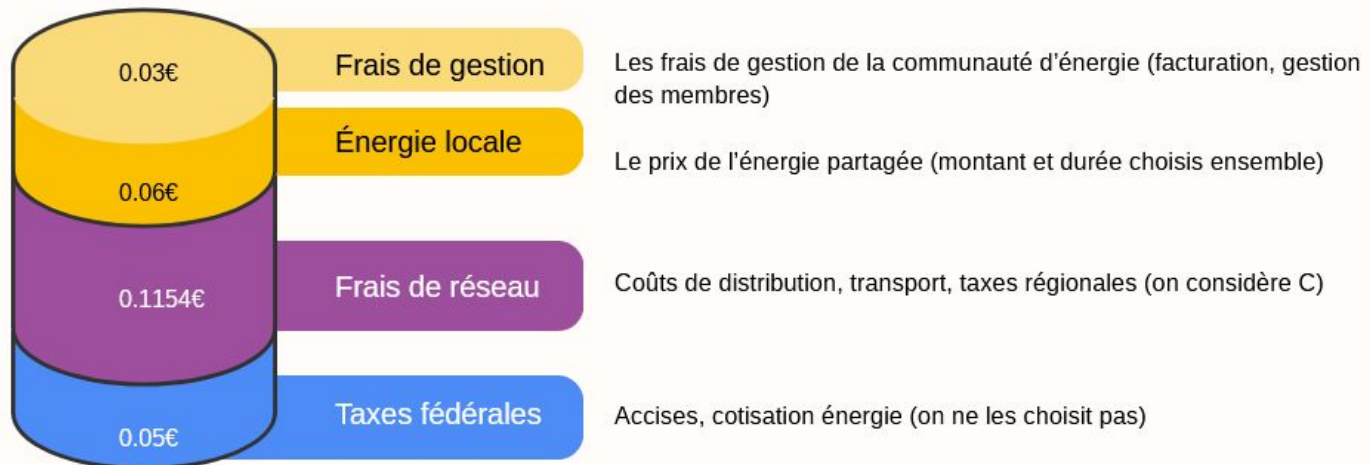 0.03€
Frais de gestion
Les frais de gestion de la communauté d’énergie (facturation, gestion
des membres)
Énergie locale
Le prix de l’énergie partagée (montant et durée choisis ensemble)
0.06€
Frais de réseau
Coûts de distribution, transport, taxes régionales (on considère C)
0.1154€
Taxes fédérales
Accises, cotisation énergie (on ne les choisit pas)
0.05€